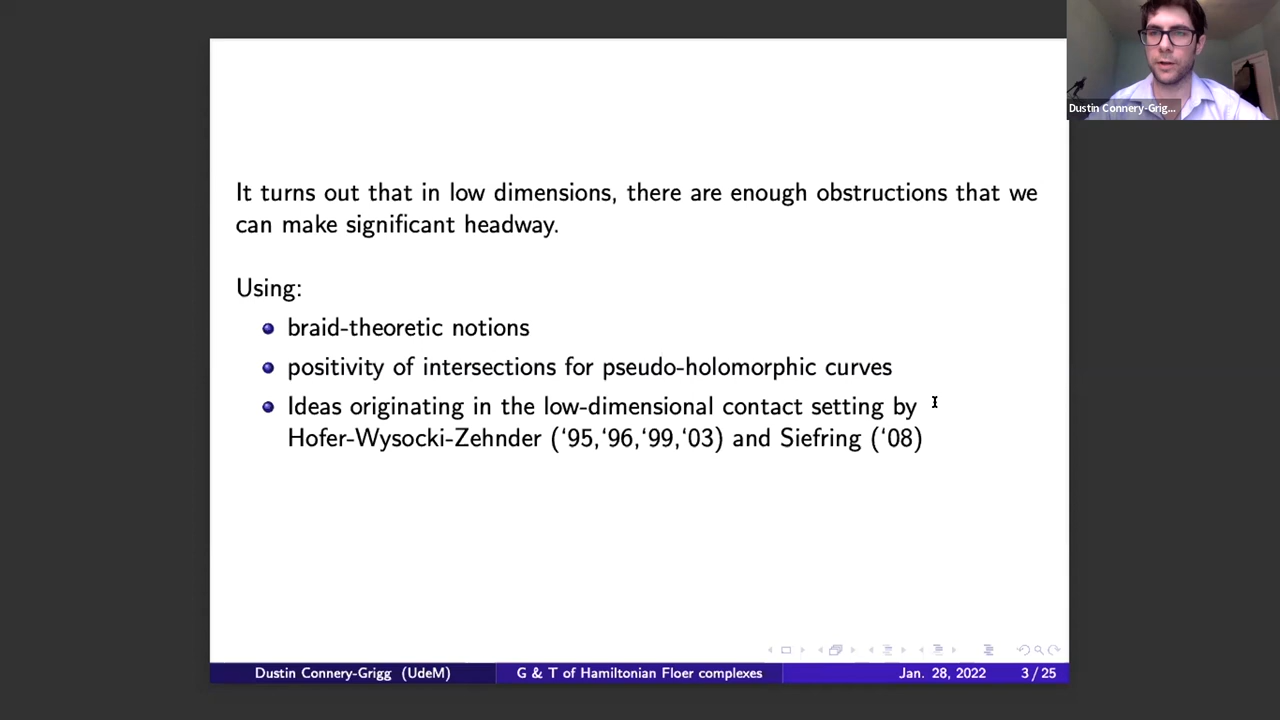 Dustin Connery-Grig...
It turns out that in low dimensions, there are enough obstructions that we
can make significant headway.
Using:
braid-theoretic notions
positivity of intersections for pseudo-holomorphic curves
Ideas originating in the low-dimensional contact setting by
Hofer-Wysocki-Zehnder (‘95,‘96,‘99,‘03) and Siefring (‘08)
Dustin Connery-Grigg (UdeM) G & T of Hamiltonian Floer complexes Jan. 28, 2022 3 / 25